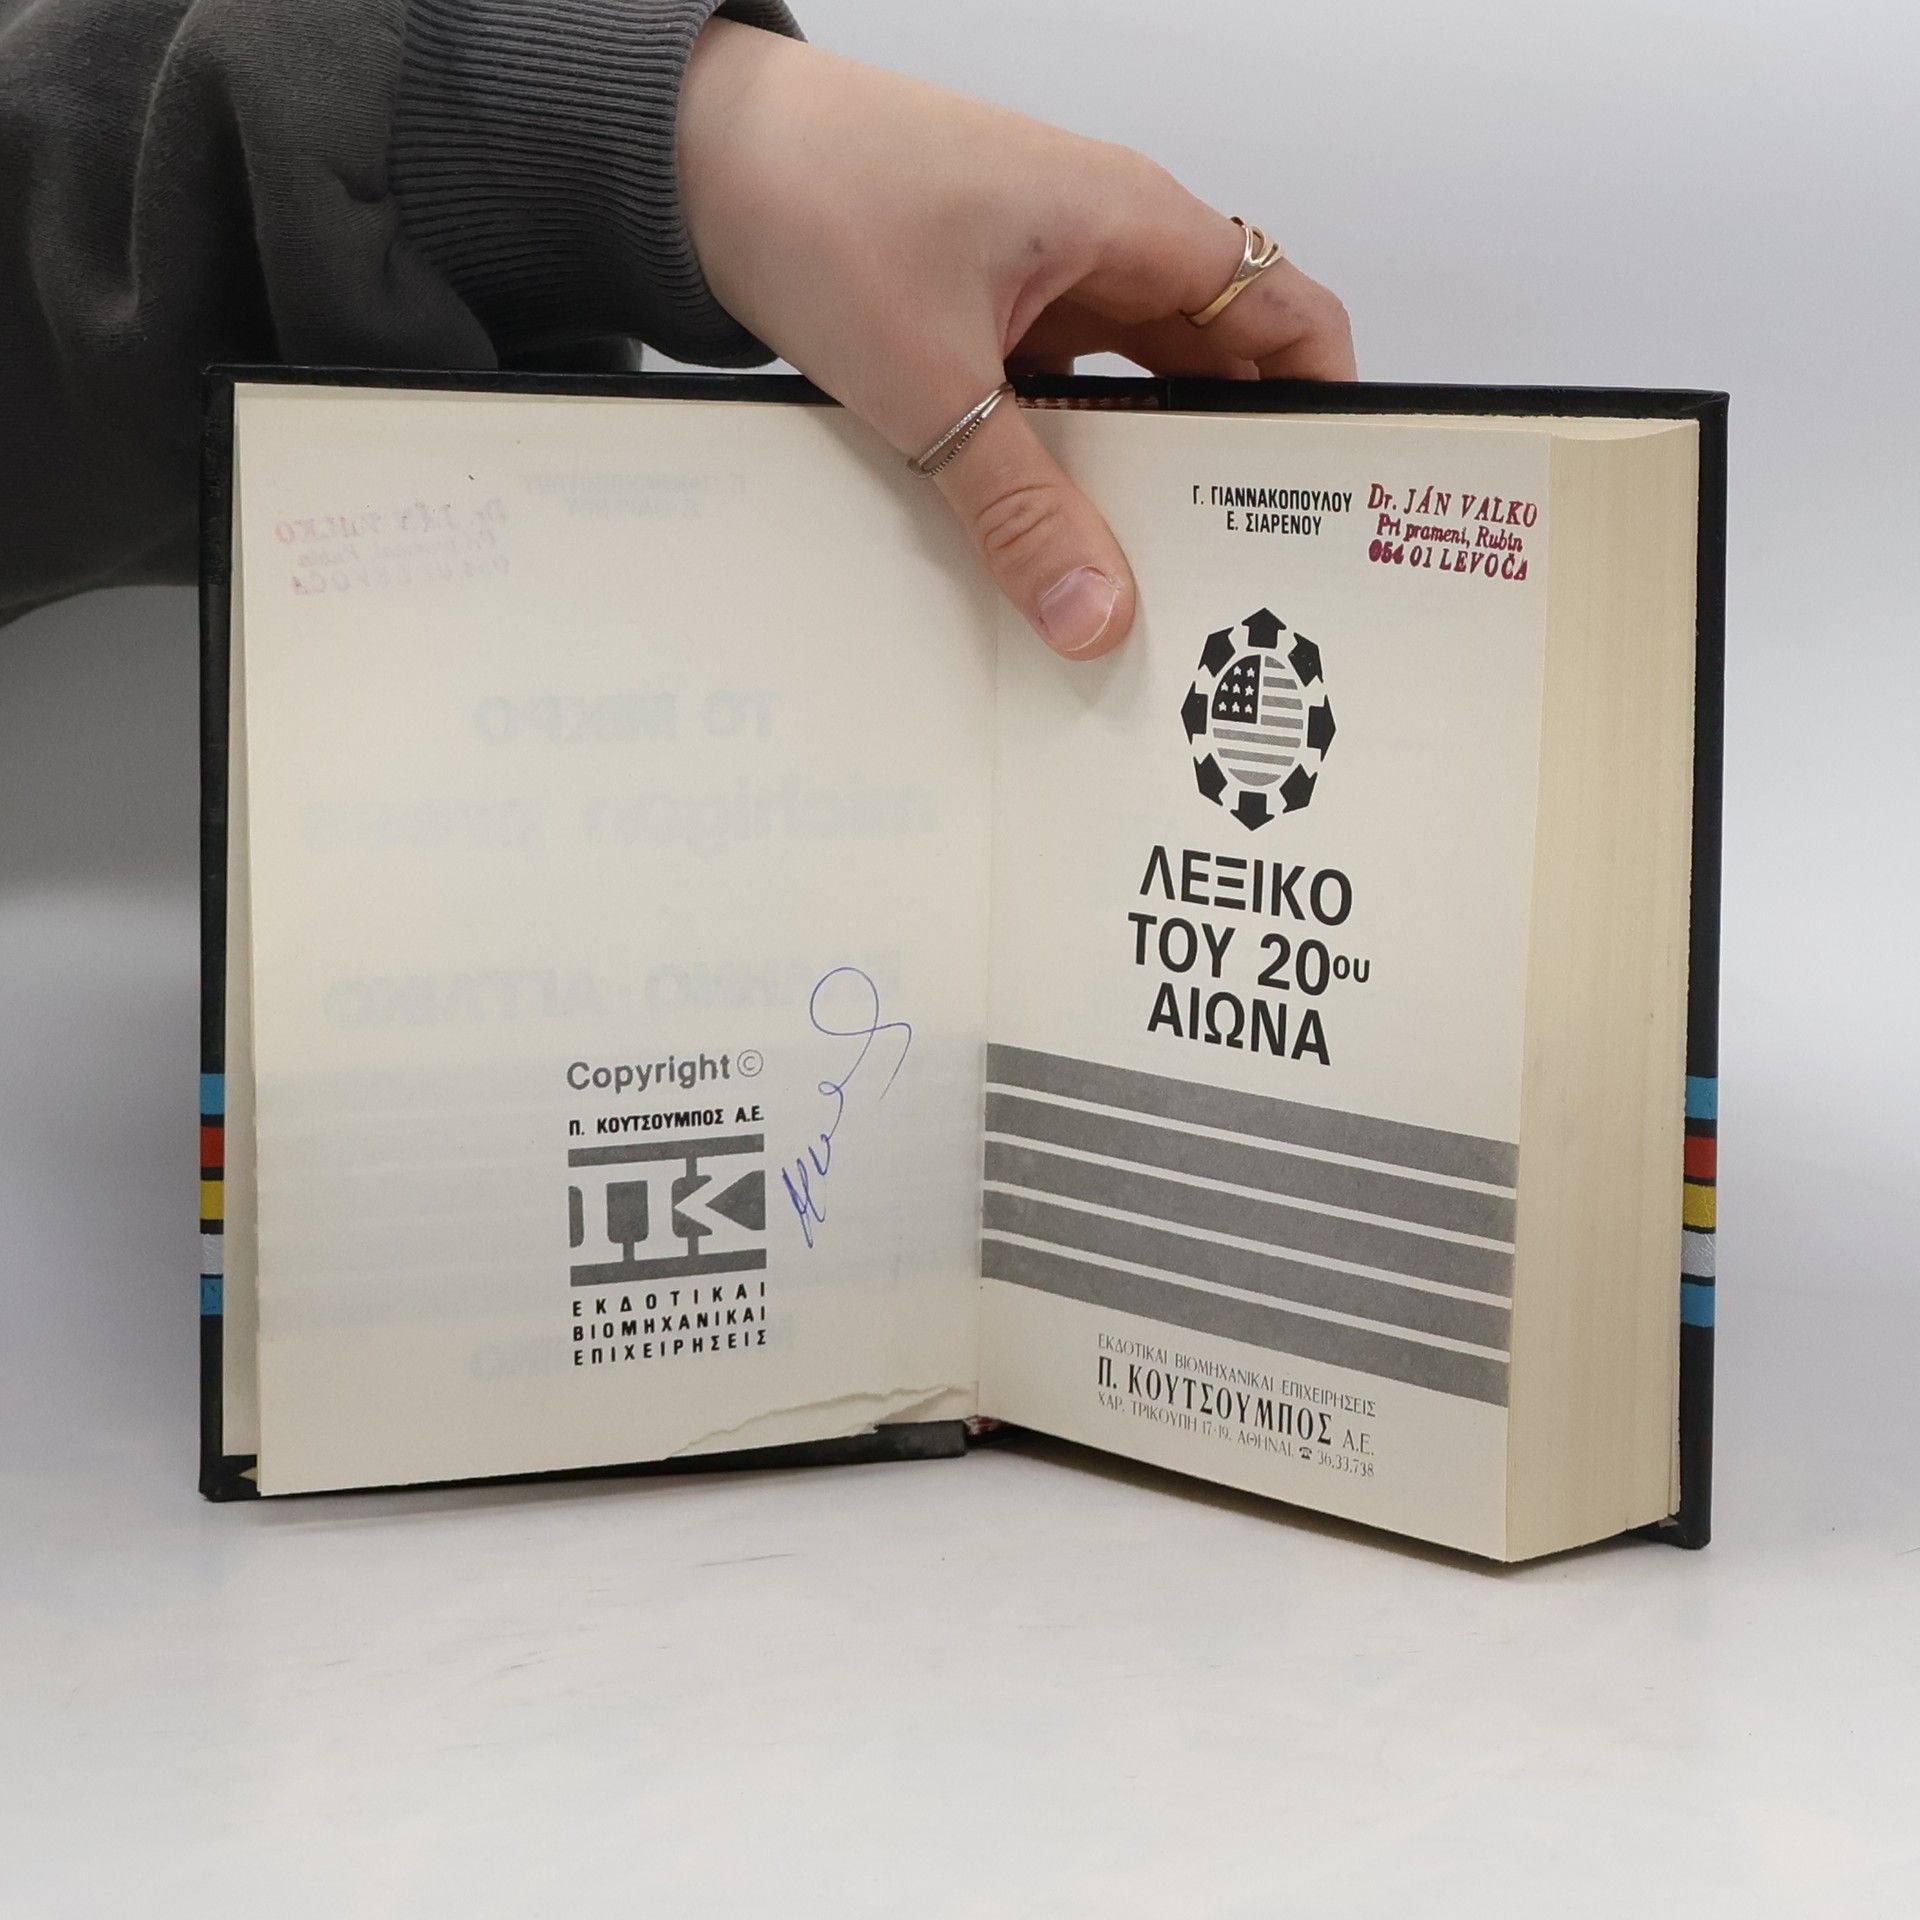 Copyright ©
Π. ΚΟΥΤΣΟΥΜΠΟΣ Α.Ε.
ΠΚ
ΕΚΔΟΤΙΚΑΙ
ΒΙΟΜΗΧΑΝΙΚΑΙ
ΕΠΙΧΕΙΡΗΣΕΙΣ
Γ. ΓΙΑΝΝΑΚΟΠΟΥΛΟΥ
Ε. ΣΙΑΡΕΝΟΥ
Dr. JÁN VALKO
Pri prameni, Rubín
054 01 LEVOČA
ΛΕΞΙΚΟ
ΤΟΥ 20ου
ΑΙΩΝΑ
ΕΚΔΟΤΙΚΑΙ ΒΙΟΜΗΧΑΝΙΚΑΙ ΕΠΙΧΕΙΡΗΣΕΙΣ
Π. ΚΟΥΤΣΟΥΜΠΟΣ Α.Ε.
ΧΑΡ. ΤΡΙΚΟΥΠΗ 17-19, ΑΘΗΝΑΙ, ☎ 36.33.738